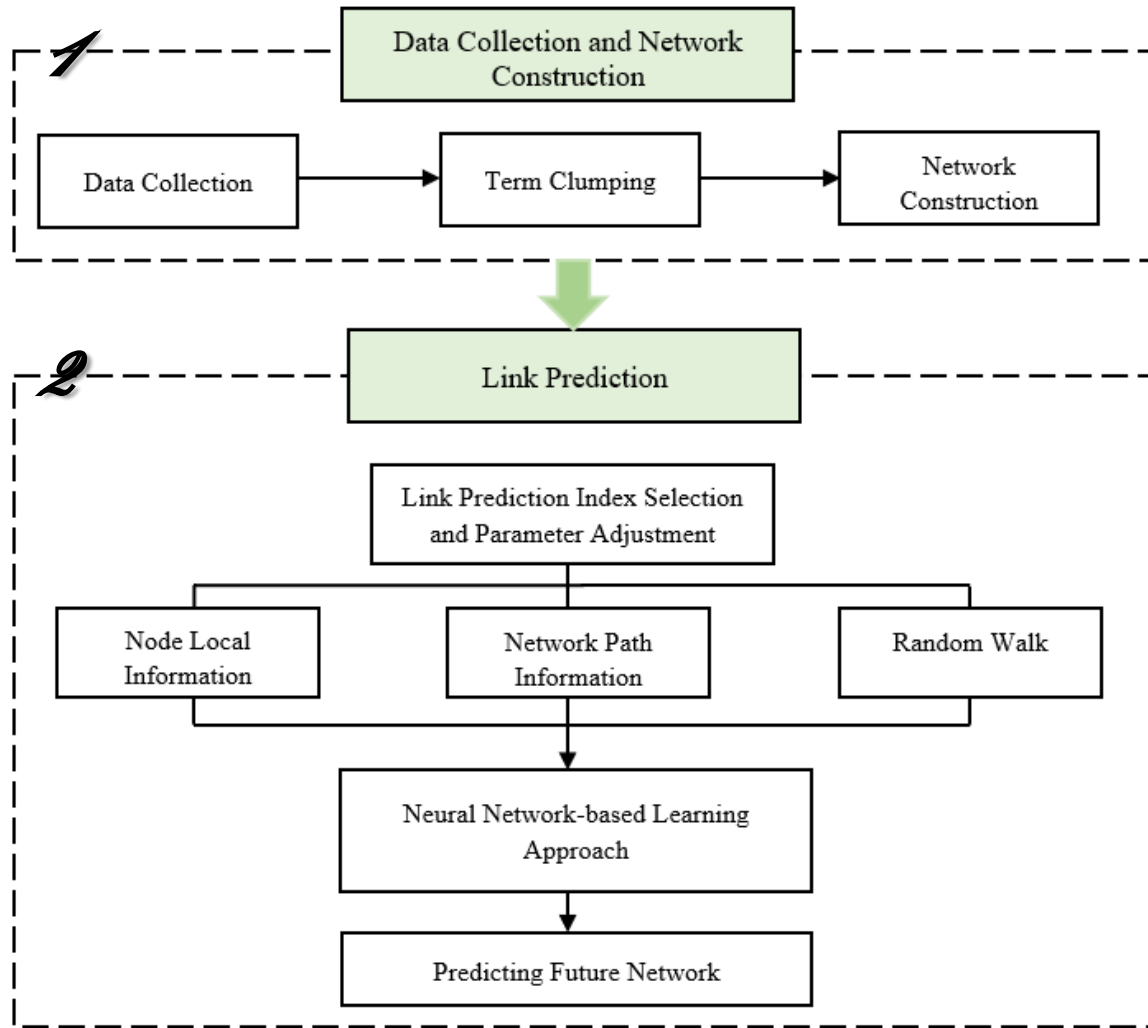 1
Data Collection and Network
Construction
Data Collection
Term Clumping
Network
Construction
2
Link Prediction
Link Prediction Index Selection
and Parameter Adjustment
Node Local
Information
Network Path
Information
Random Walk
Neural Network-based Learning
Approach
Predicting Future Network